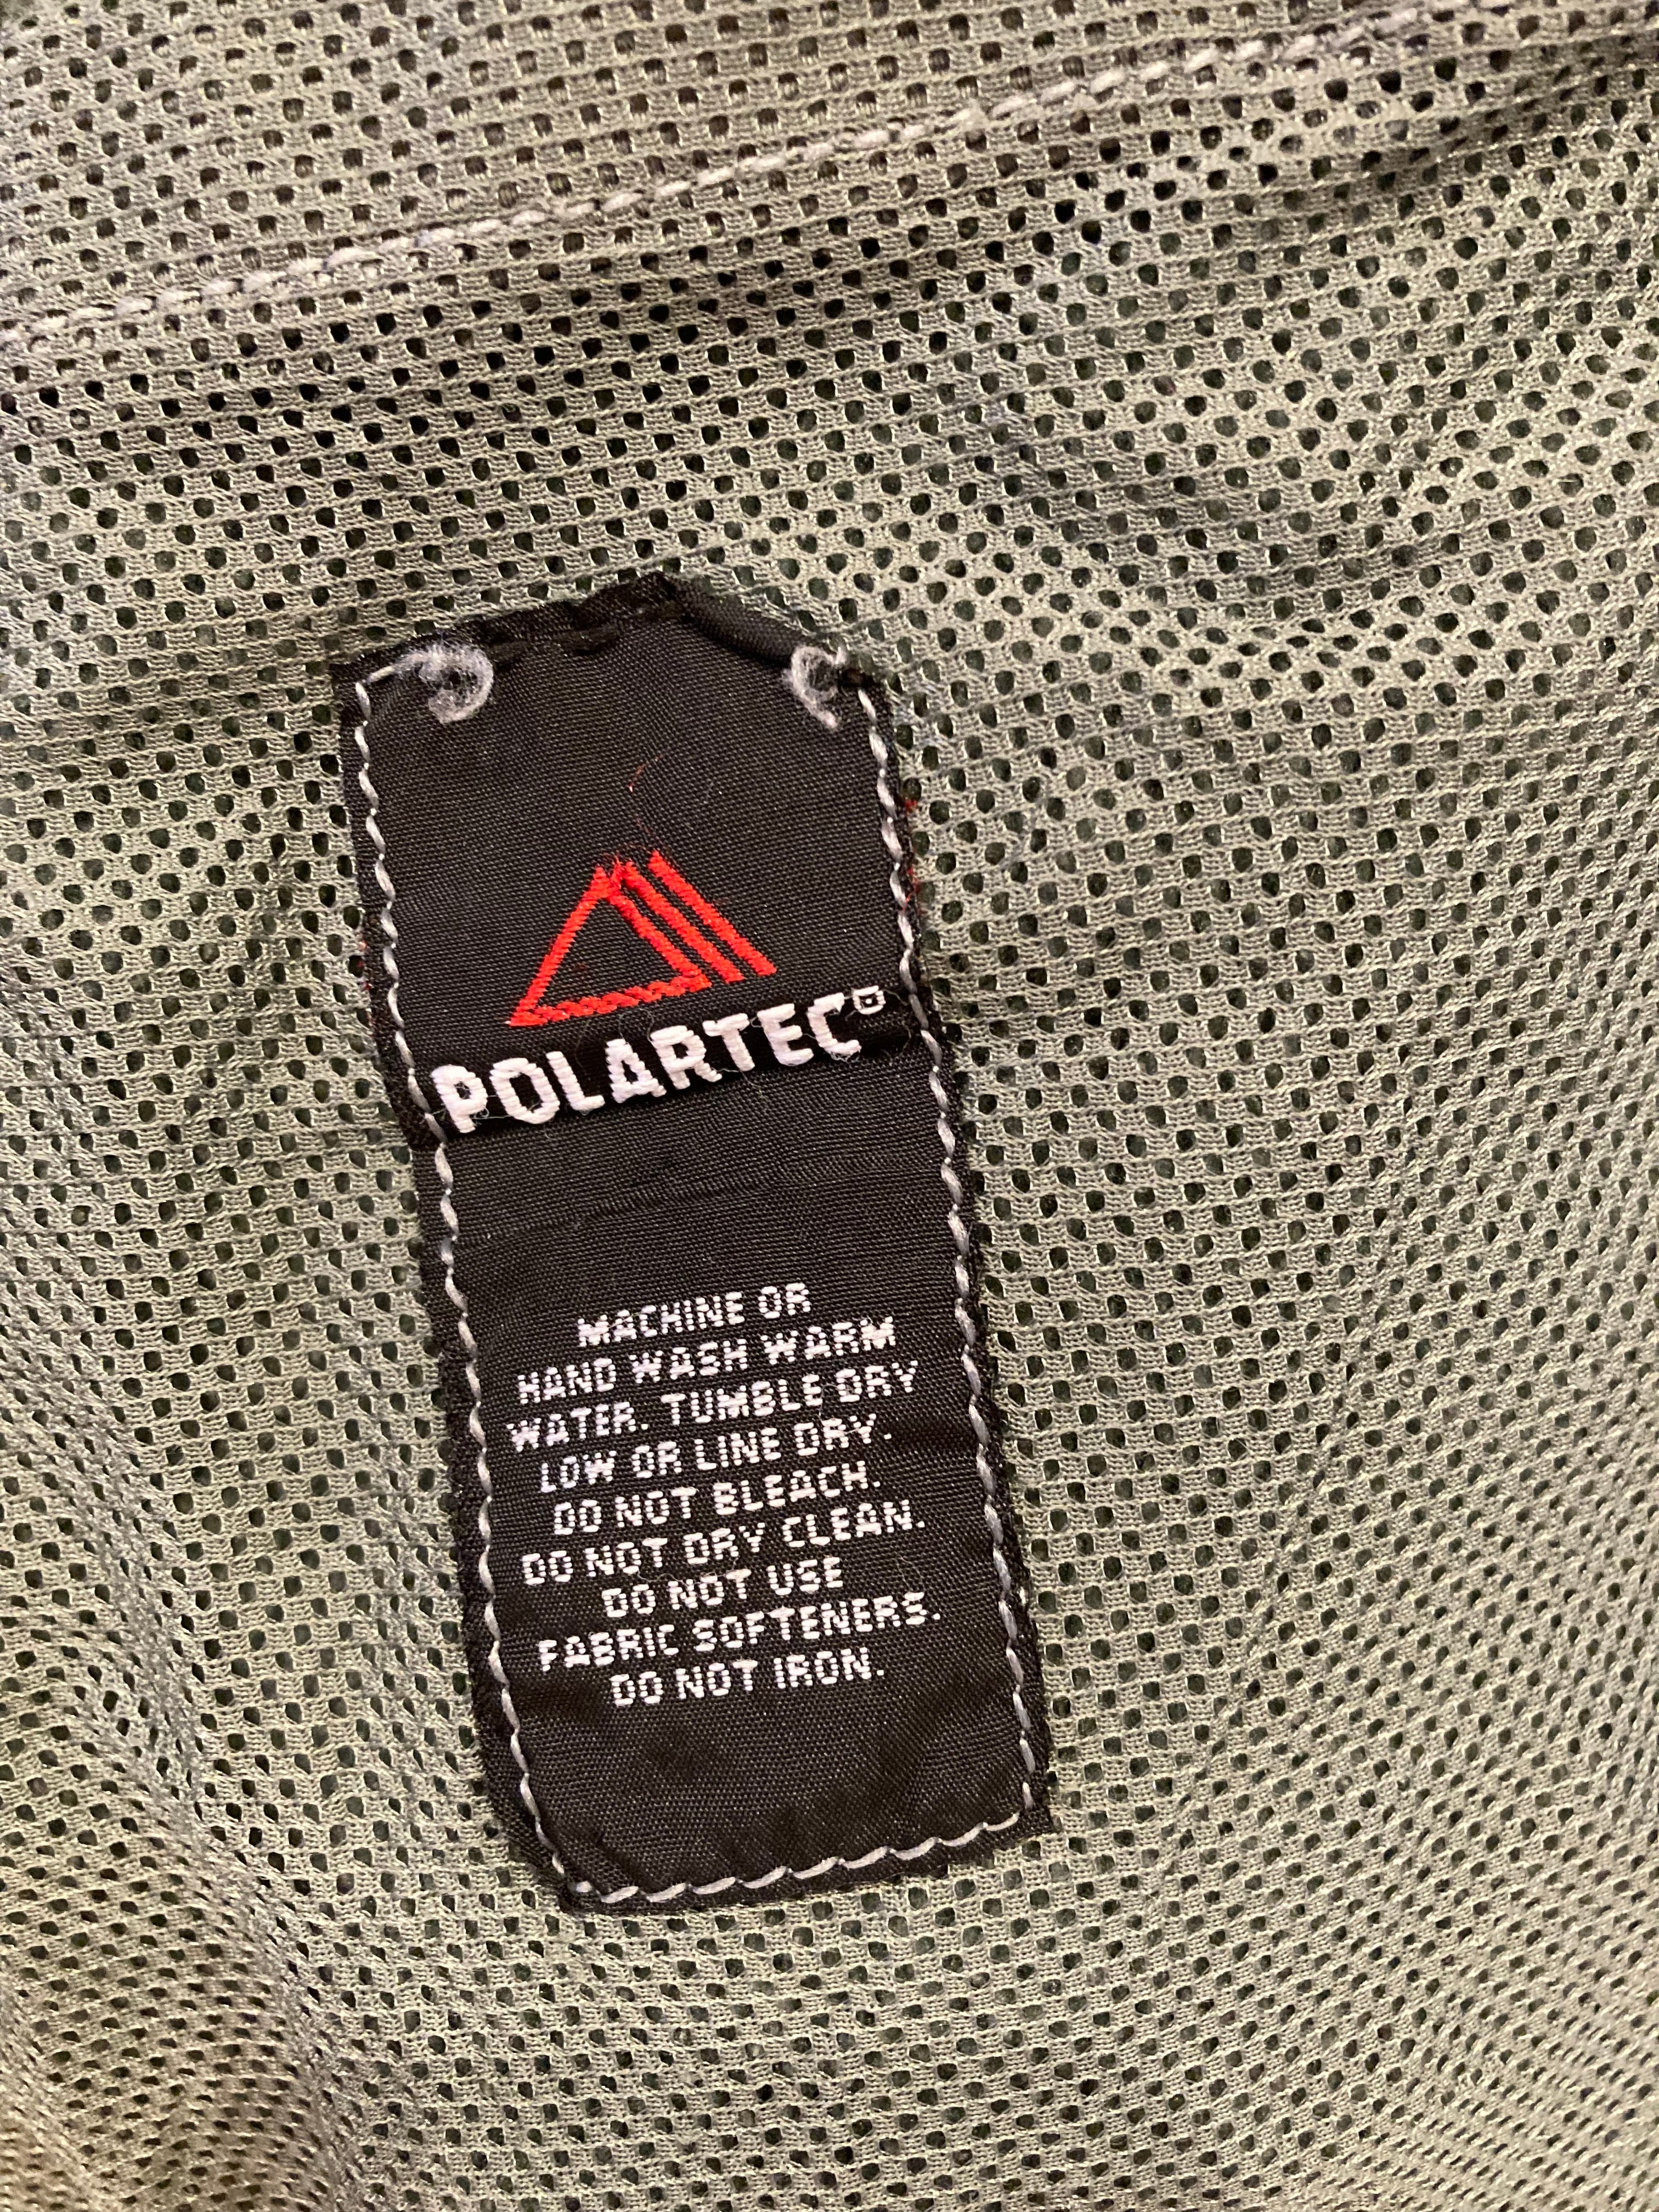 POLARTEC®
MACHINE OR
HAND WASH WARM
WATER. TUMBLE DRY
LOW OR LINE DRY.
DO NOT BLEACH.
DO NOT DRY CLEAN.
DO NOT USE
FABRIC SOFTENERS.
DO NOT IRON.